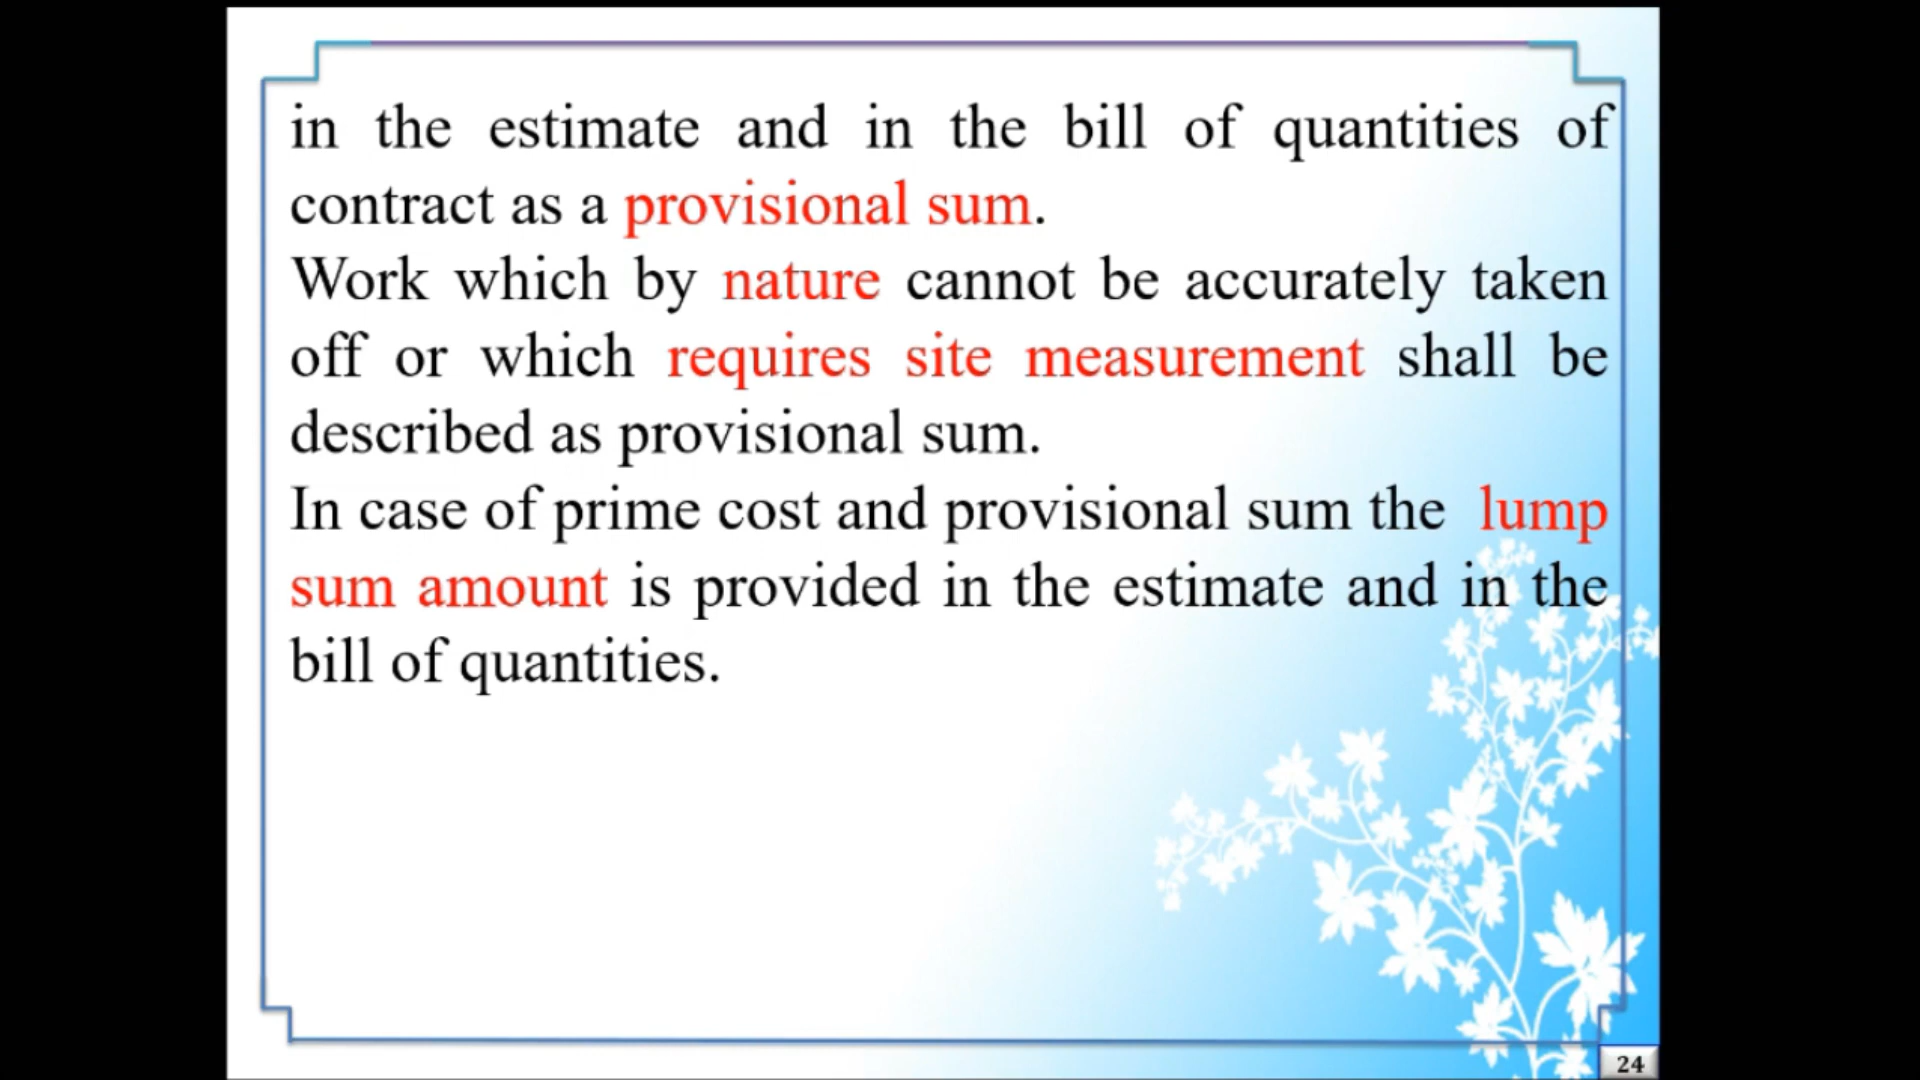 in the estimate and in the bill of quantities of
contract as a provisional sum.
Work which by nature cannot be accurately taken
off or which requires site measurement shall be
described as provisional sum.
In case of prime cost and provisional sum the lump
sum amount is provided in the estimate and in the
bill of quantities.
24